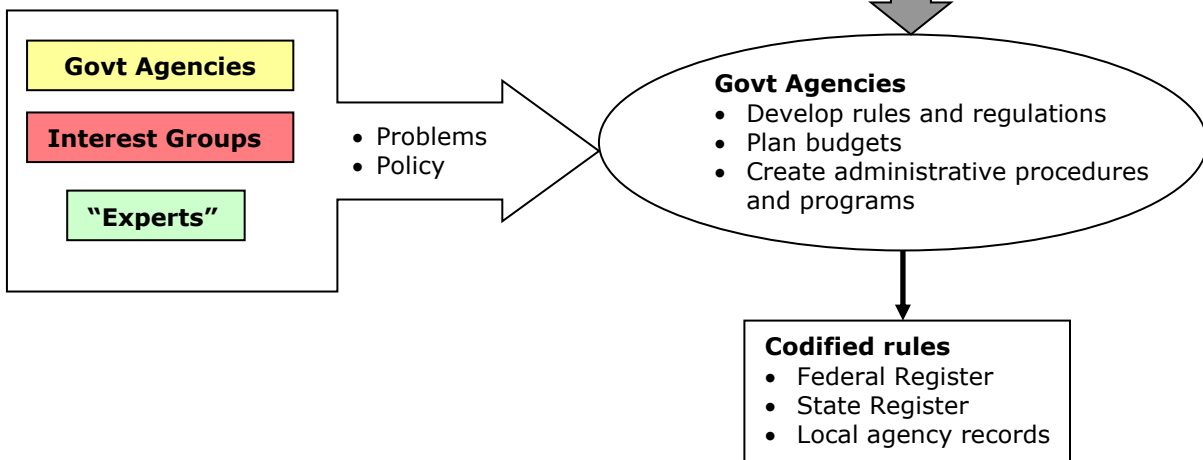 Govt Agencies
Interest Groups
“Experts”
• Problems
• Policy
Govt Agencies
• Develop rules and regulations
• Plan budgets
• Create administrative procedures
and programs
Codified rules
• Federal Register
• State Register
• Local agency records